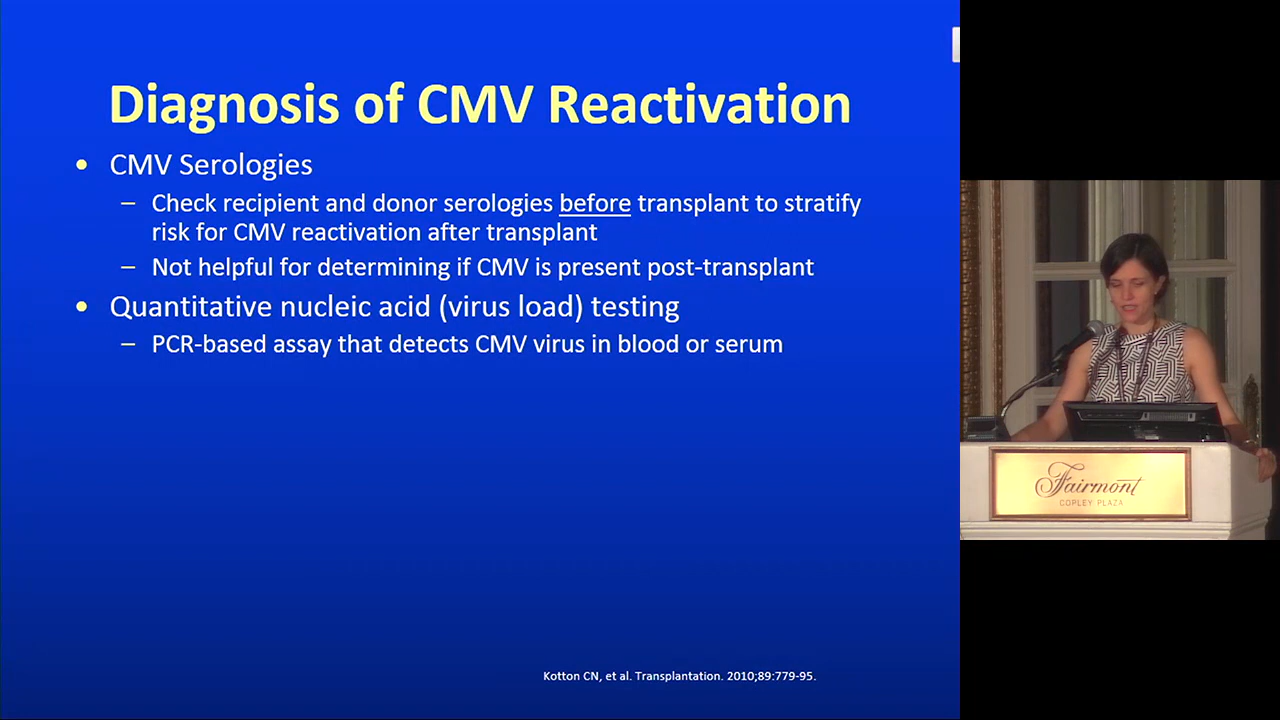 Diagnosis of CMV Reactivation
• CMV Serologies
– Check recipient and donor serologies before transplant to stratify
risk for CMV reactivation after transplant
– Not helpful for determining if CMV is present post-transplant
• Quantitative nucleic acid (virus load) testing
– PCR-based assay that detects CMV virus in blood or serum
Kotton CN, et al. Transplantation. 2010;89:779-95.
Fairmont
COPLEY PLAZA